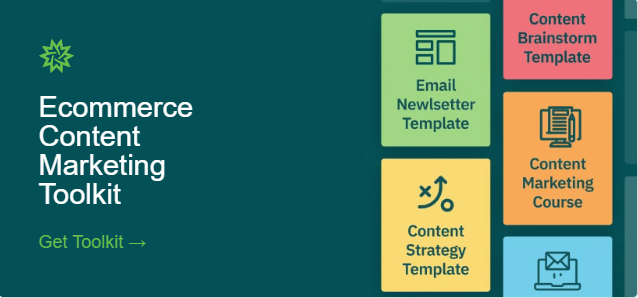 Ecommerce
Content
Marketing
Toolkit
Get Toolkit →
Email
Newlsetter
Template
Content
Strategy
Template
Content
Brainstorm
Template
Content
Marketing
Course